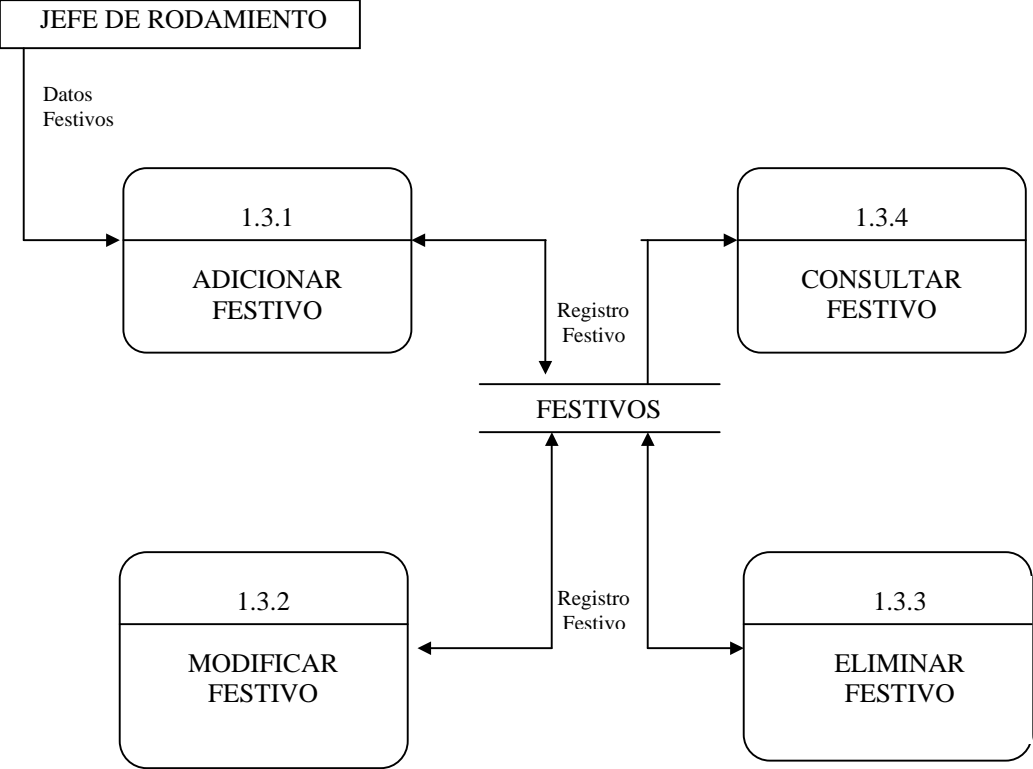 JEFE DE RODAMIENTO
Datos
Festivos
1.3.1
ADICIONAR
FESTIVO
1.3.4
CONSULTAR
FESTIVO
Registro
Festivo
FESTIVOS
1.3.2
MODIFICAR
FESTIVO
Registro
Festivo
1.3.3
ELIMINAR
FESTIVO